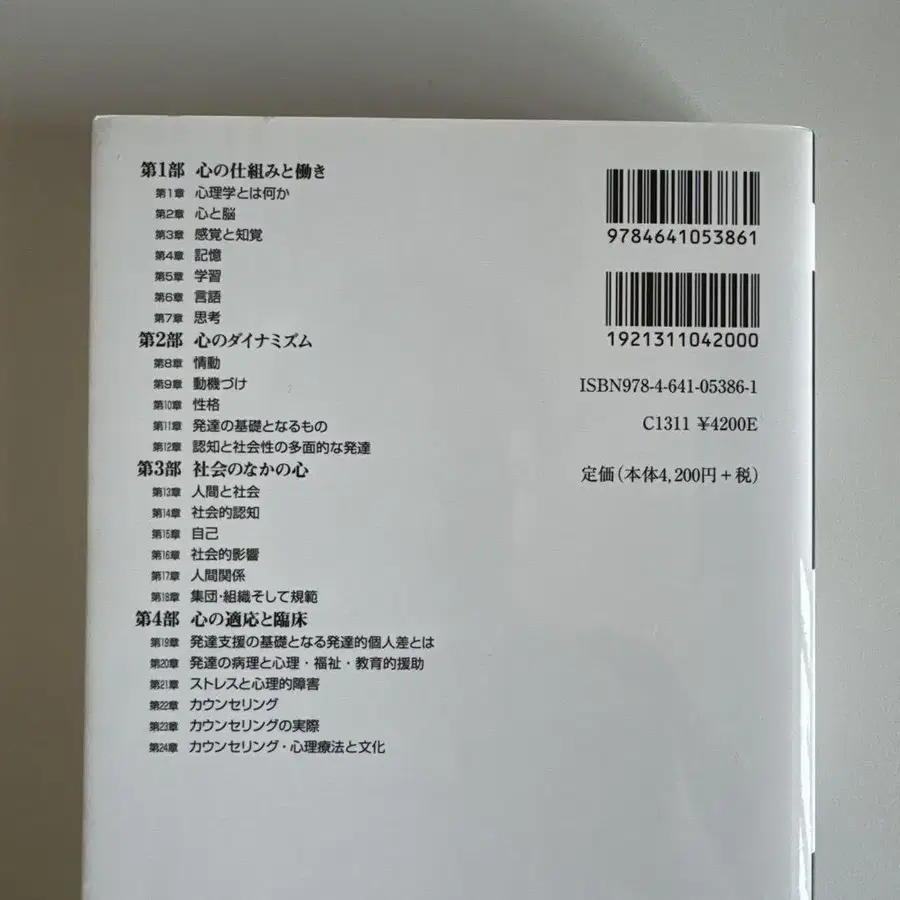 第1部 心の仕組みと働き
第1章 心理学とは何か
第2章 心と脳
第3章 感覚と知覚
第4章 記憶
第5章 学習
第6章 言語
第7章 思考
第2部 心のダイナミズム
第8章 情動
第9章 動機づけ
第10章 性格
第11章 発達の基礎となるもの
第12章 認知と社会性の多面的な発達
第3部 社会のなかの心
第13章 人間と社会
第14章 社会的認知
第15章 自己
第16章 社会的影響
第17章 人間関係
第18章 集団・組織そして規範
第4部 心の適応と臨床
第19章 発達支援の基礎となる発達的個人差とは
第20章 発達の病理と心理・福祉・教育的援助
第21章 ストレスと心理的障害
第22章 カウンセリング
第23章 カウンセリングの実際
第24章 カウンセリング・心理療法と文化
9784641053861
1921311042000
ISBN978-4-641-05386-1
C1311 ¥4200E
定価(本体4,200円+税)